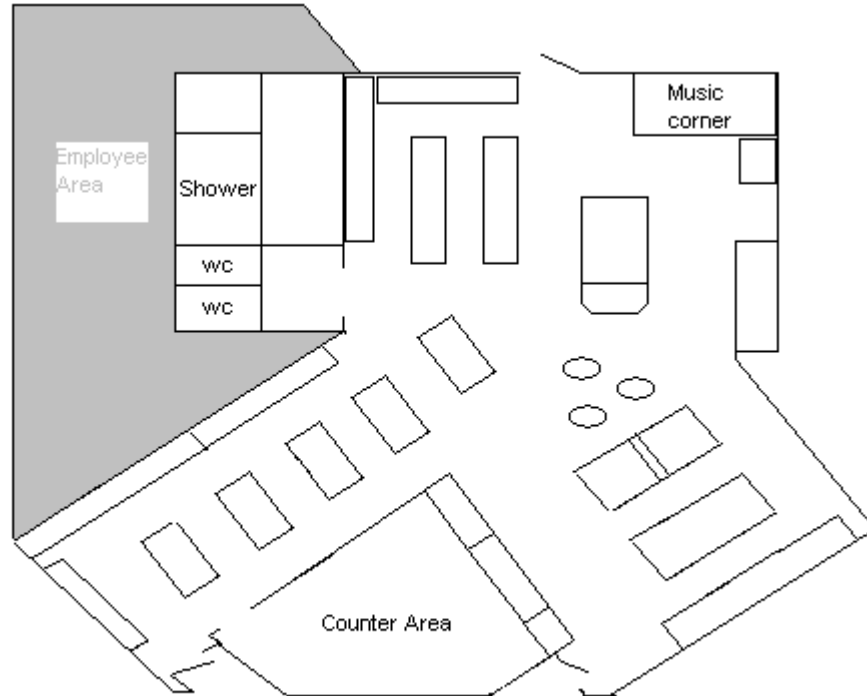 Music
corner
Employee
Area
Shower
wc
wc
Counter Area